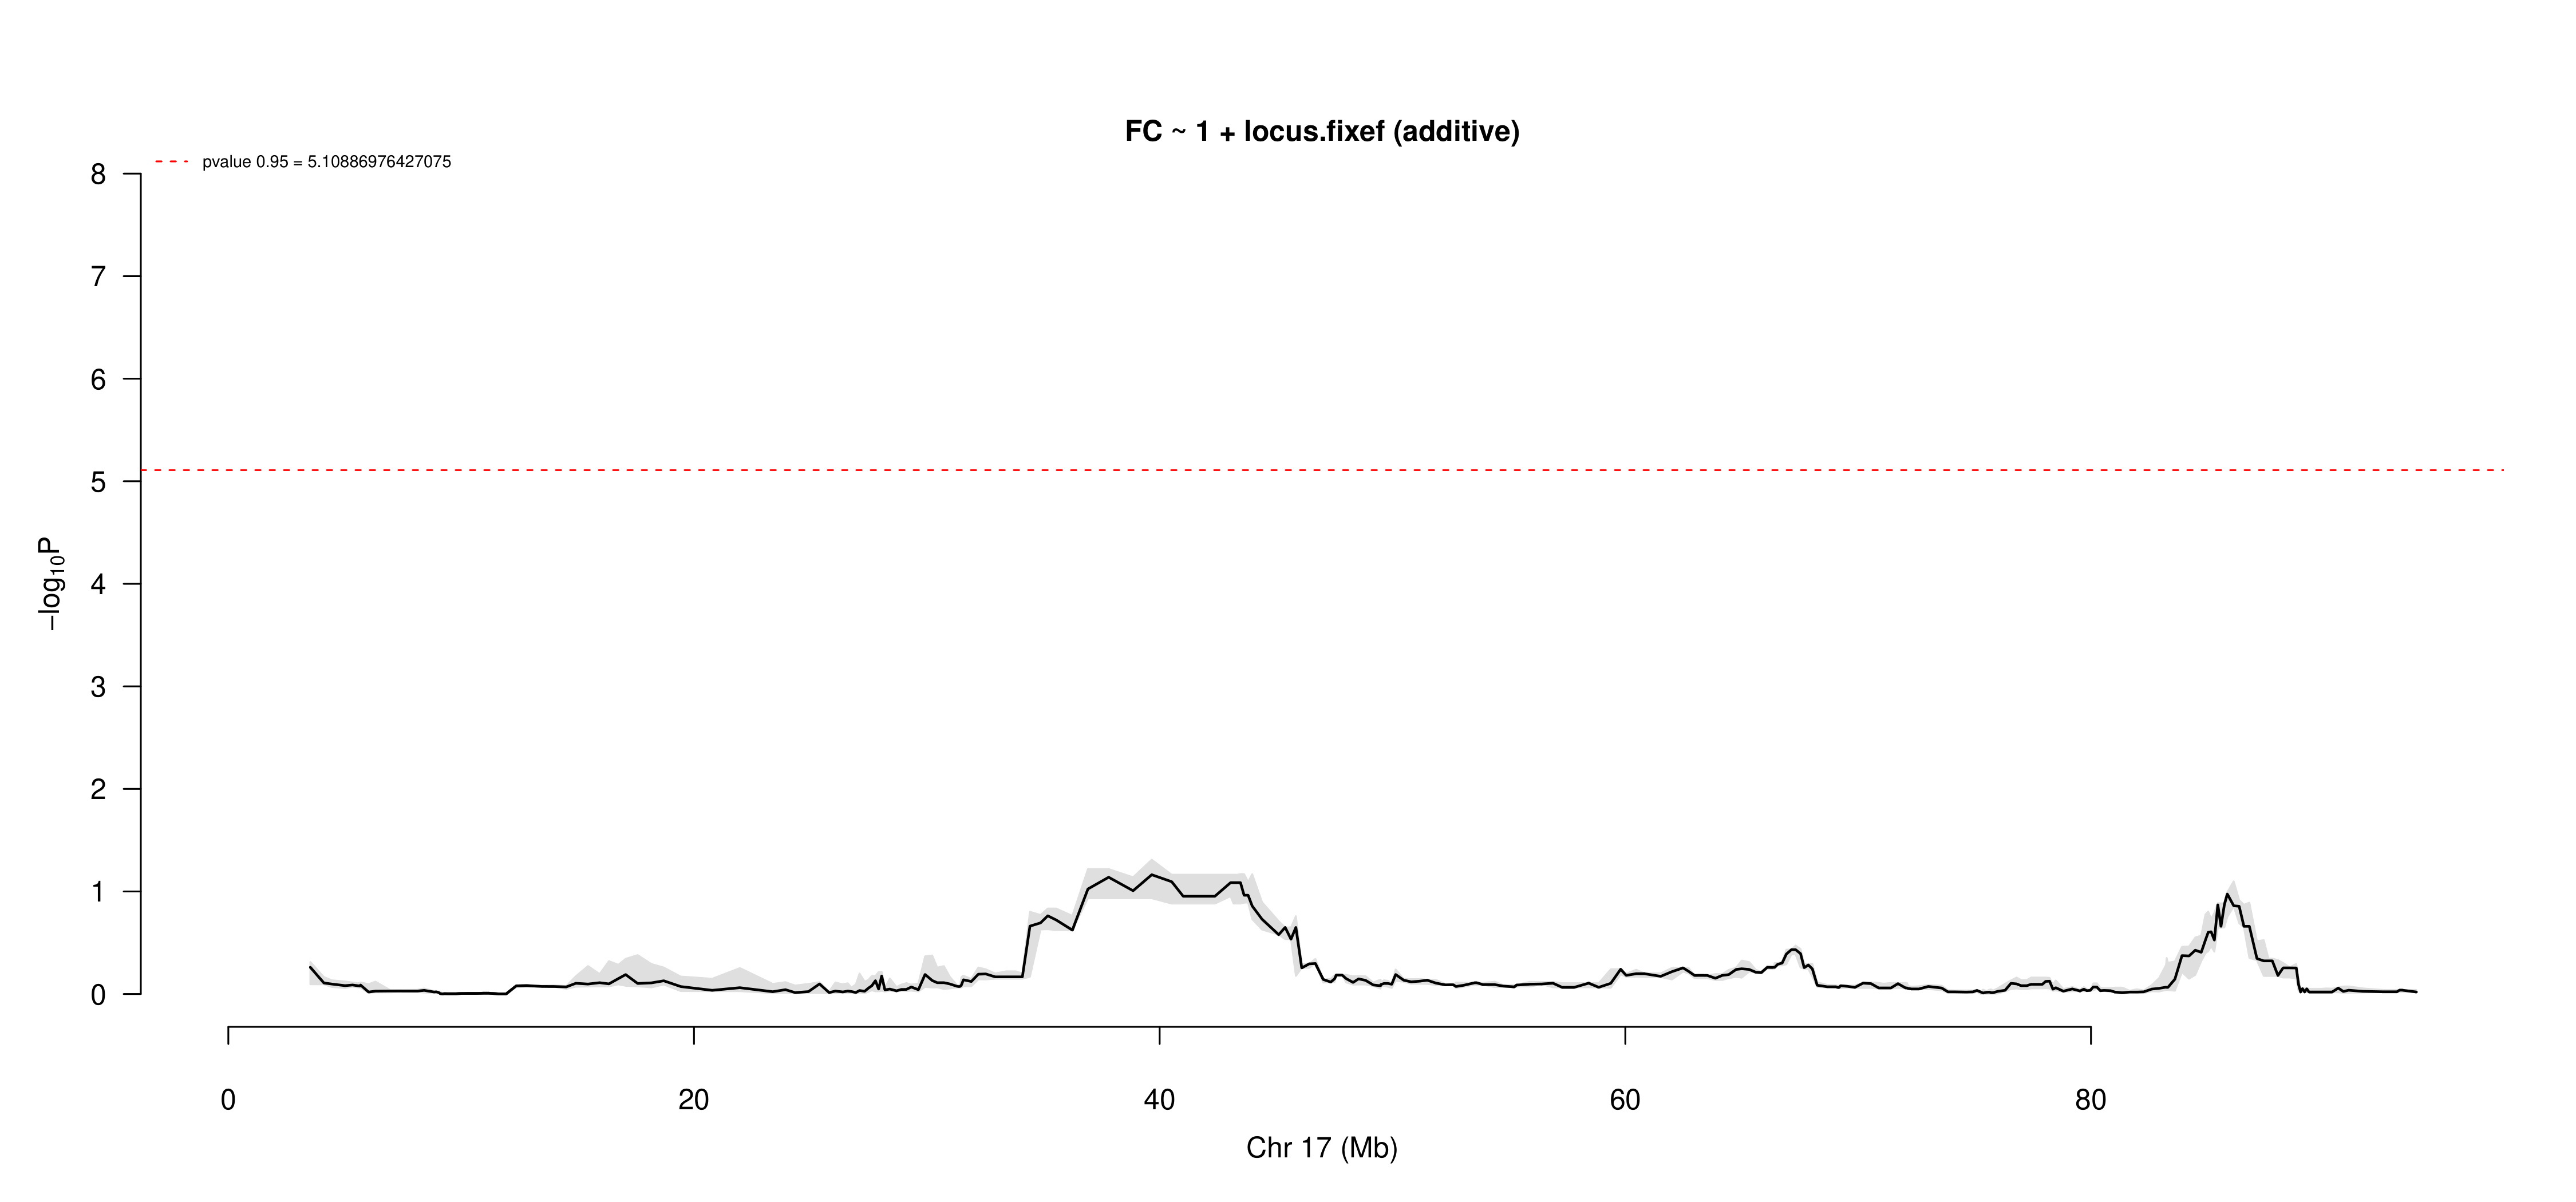 FC ~ 1 + locus.fixef (additive)
pvalue 0.95 = 5.10886976427075
8
7
6
5
4
3
2
1
0
−log10P
0 20 40 60 80
Chr 17 (Mb)